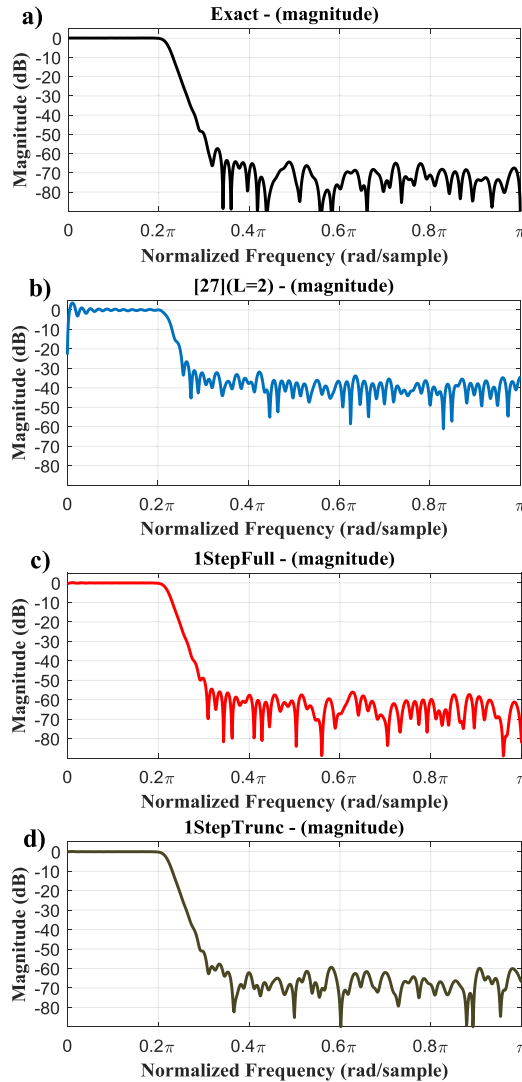 a)
Exact - (magnitude)
Magnitude (dB)
0
-10
-20
-30
-40
-50
-60
-70
-80
0
0.2π
0.4π
0.6π
0.8π
π
Normalized Frequency (rad/sample)
b)
[27](L=2) - (magnitude)
Magnitude (dB)
0
-10
-20
-30
-40
-50
-60
-70
-80
0
0.2π
0.4π
0.6π
0.8π
π
Normalized Frequency (rad/sample)
c)
1StepFull - (magnitude)
Magnitude (dB)
0
-10
-20
-30
-40
-50
-60
-70
-80
0
0.2π
0.4π
0.6π
0.8π
π
Normalized Frequency (rad/sample)
d)
1StepTrunc - (magnitude)
Magnitude (dB)
0
-10
-20
-30
-40
-50
-60
-70
-80
0
0.2π
0.4π
0.6π
0.8π
π
Normalized Frequency (rad/sample)